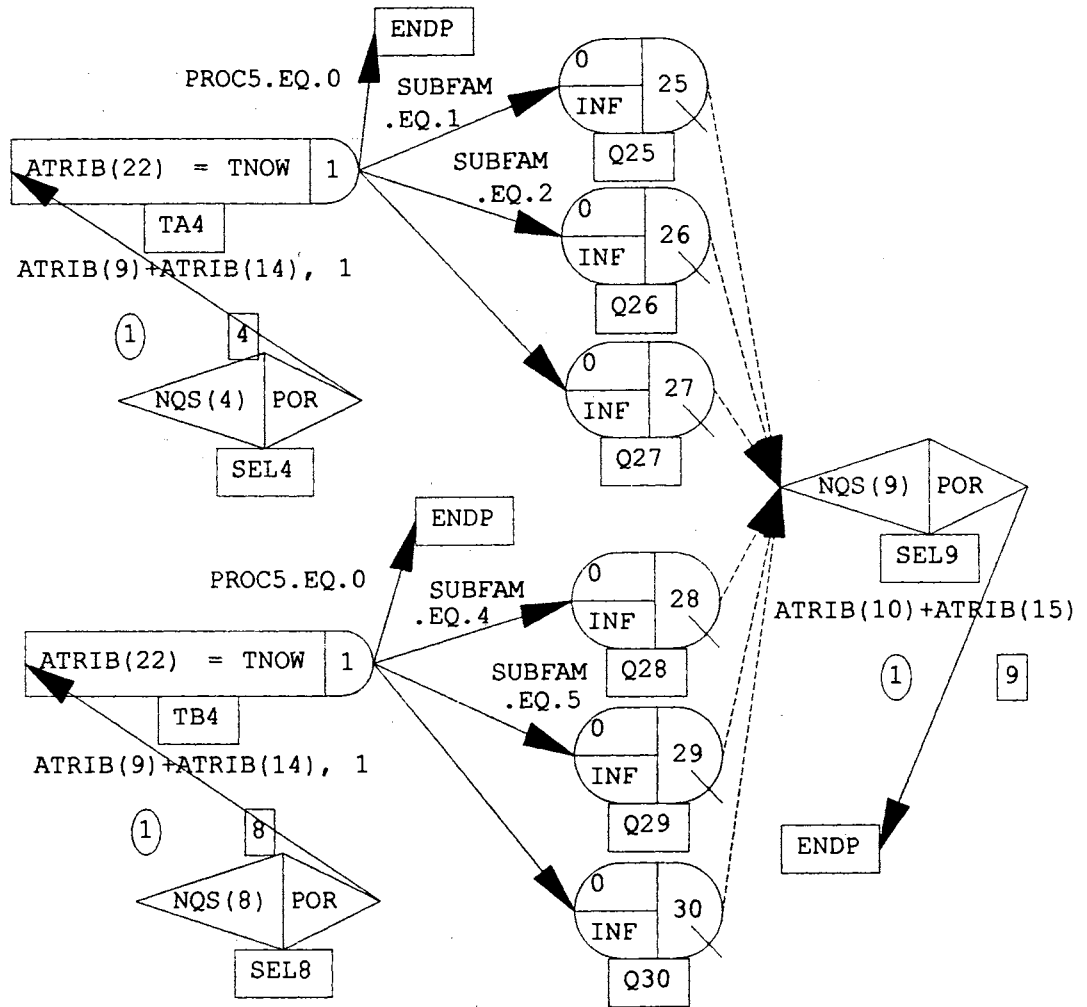 ENDP
PROC5.EQ.0
SUBFAM
.EQ.1
0
INF
25
Q25
ATRIB(22) = TNOW
1
TA4
SUBFAM
.EQ.2
0
INF
26
Q26
ATRIB(9)+ATRIB(14), 1
1
4
NQS(4)
POR
SEL4
0
INF
27
Q27
NQS(9)
POR
SEL9
ATRIB(10)+ATRIB(15)
1
9
ENDP
ENDP
PROC5.EQ.0
SUBFAM
.EQ.4
0
INF
28
Q28
ATRIB(22) = TNOW
1
TB4
SUBFAM
.EQ.5
0
INF
29
Q29
ATRIB(9)+ATRIB(14), 1
1
8
NQS(8)
POR
SEL8
0
INF
30
Q30